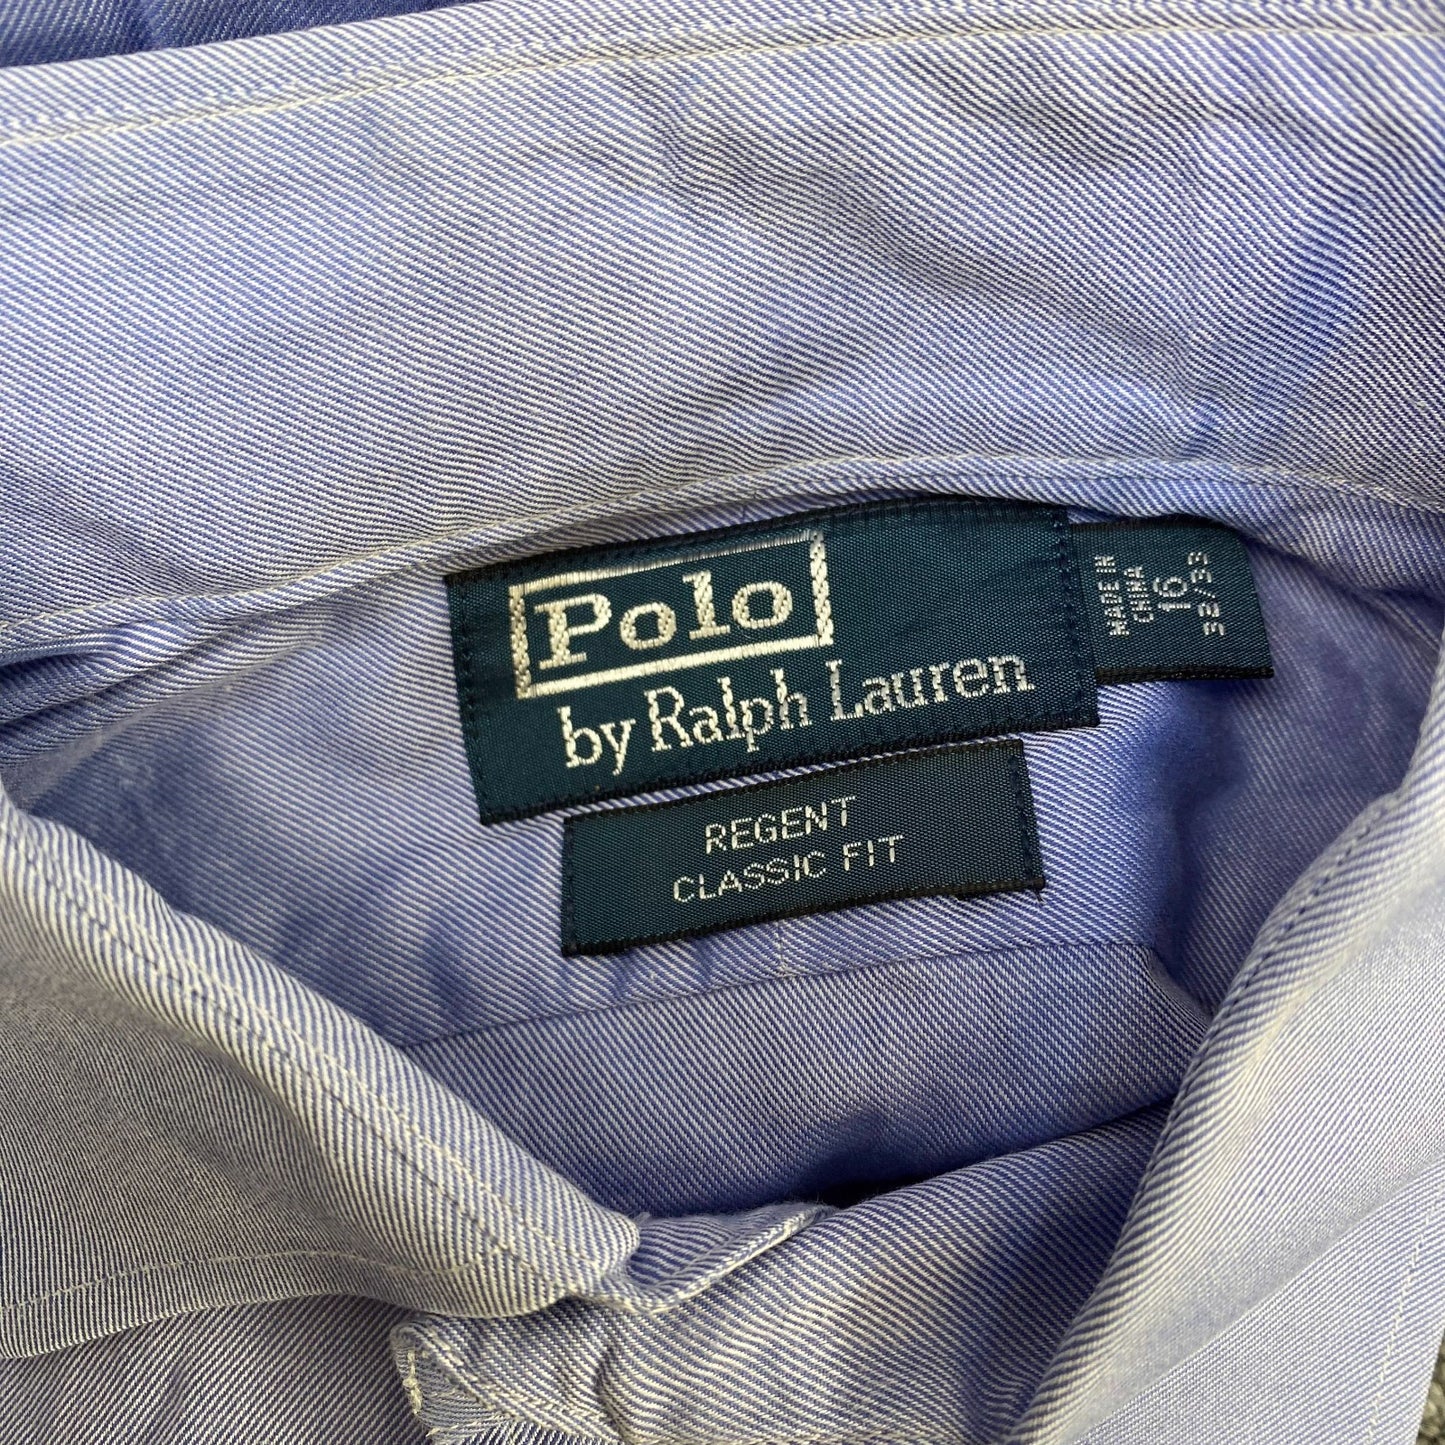 Polo
by Ralph Lauren
MADE IN
CHINA
16
32/33
REGENT
CLASSIC FIT